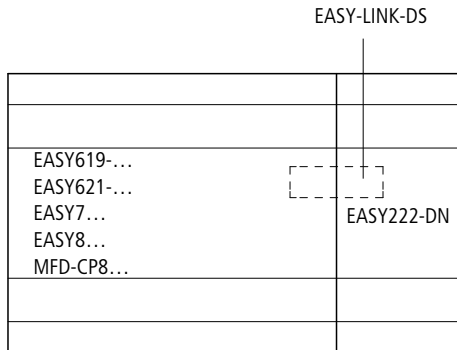 EASY-LINK-DS
EASY619-…
EASY621-…
EASY7…
EASY8…
MFD-CP8…
EASY222-DN